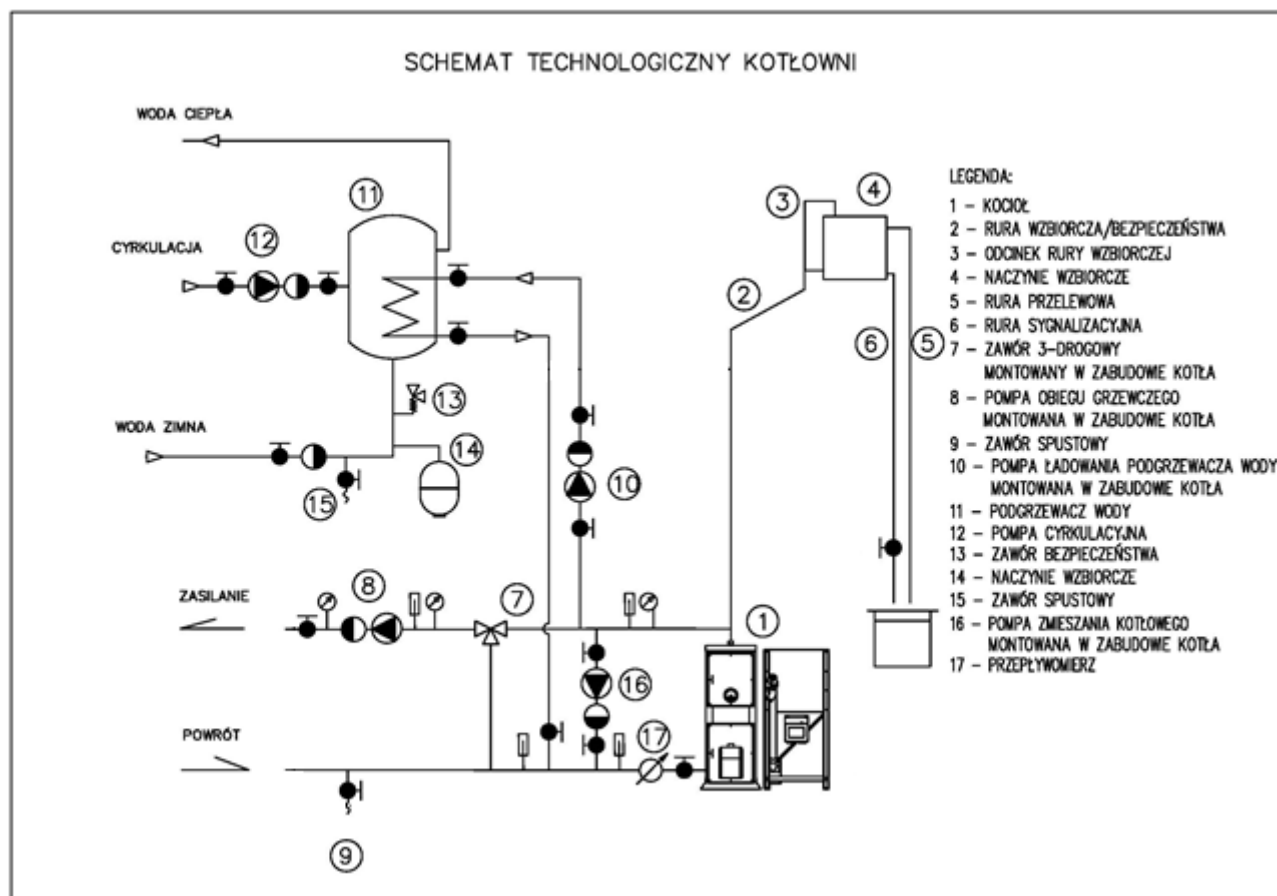 SCHEMAT TECHNOLOGICZNY KOTŁOWNI
WODA CIEPŁA
11
12
CYRKULACJA
13
WODA ZIMNA
14
15
10
ZASILANIE
8
7
16
POWRÓT
17
9
1
2
3
4
6
5
LEGENDA:
1 – KOCIOŁ
2 – RURA WZBIORCZA/BEZPIECZEŃSTWA
3 – ODCINEK RURY WZBIORCZEJ
4 – NACZYNIE WZBIORCZE
5 – RURA PRZELEWOWA
6 – RURA SYGNALIZACYJNA
7 – ZAWÓR 3–DROGOWY
MONTOWANY W ZABUDOWIE KOTŁA
8 – POMPA OBIEGU GRZEWCZEGO
MONTOWANA W ZABUDOWIE KOTŁA
9 – ZAWÓR SPUSTOWY
10 – POMPA ŁADOWANIA PODGRZEWACZA WODY
MONTOWANA W ZABUDOWIE KOTŁA
11 – PODGRZEWACZ WODY
12 – POMPA CYRKULACYJNA
13 – ZAWÓR BEZPIECZEŃSTWA
14 – NACZYNIE WZBIORCZE
15 – ZAWÓR SPUSTOWY
16 – POMPA ZMIESZANIA KOTŁOWEGO
MONTOWANA W ZABUDOWIE KOTŁA
17 – PRZEPŁYWOMIERZ